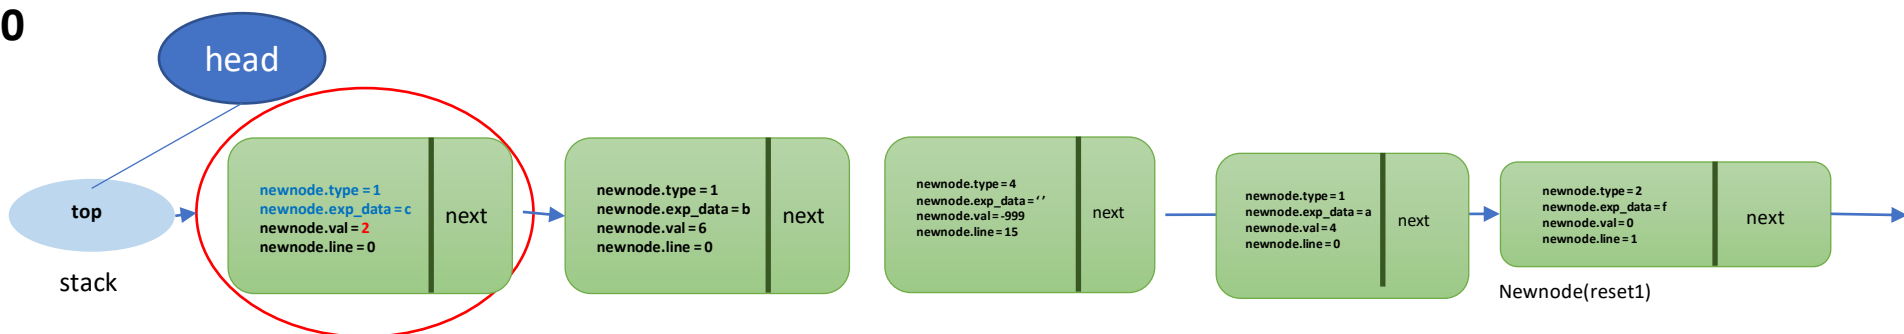 0
head
top
stack
newnode.type = 1
newnode.exp_data = c
newnode.val = 2
newnode.line = 0
next
newnode.type = 1
newnode.exp_data = b
newnode.val = 6
newnode.line = 0
next
newnode.type = 4
newnode.exp_data = ‘ ’
newnode.val = -999
newnode.line = 15
next
newnode.type = 1
newnode.exp_data = a
newnode.val = 4
newnode.line = 0
next
newnode.type = 2
newnode.exp_data = f
newnode.val = 0
newnode.line = 1
next
Newnode(reset1)